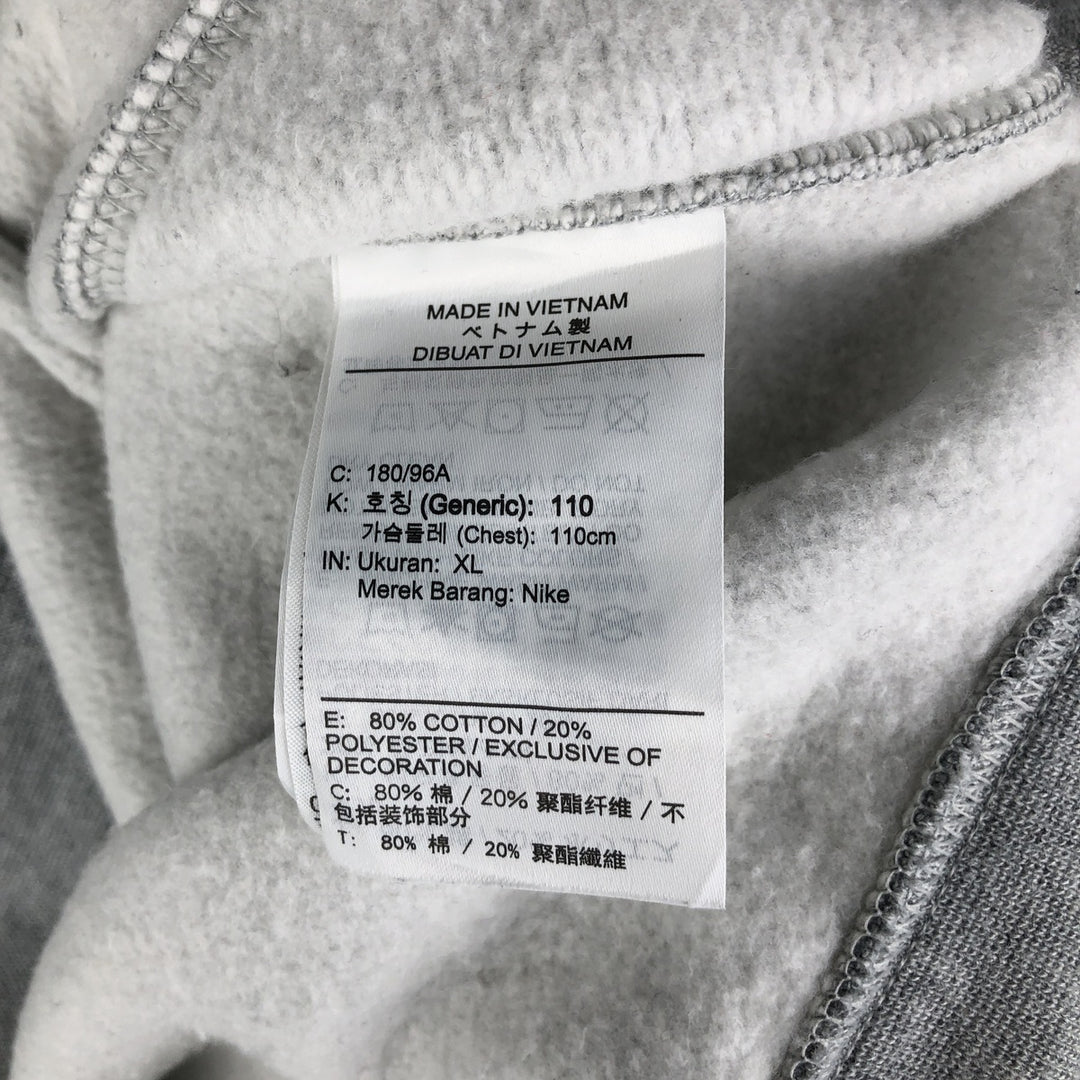 MADE IN VIETNAM
ベトナム製
DIBUAT DI VIETNAM
C: 180/96A
K: 호칭 (Generic): 110
가슴둘레 (Chest): 110cm
IN: Ukuran: XL
Merek Barang: Nike
E: 80% COTTON / 20%
POLYESTER / EXCLUSIVE OF
DECORATION
C: 80% 棉 / 20% 聚酯纤维 / 不
包括装饰部分
T: 80% 棉 / 20% 聚酯纖維